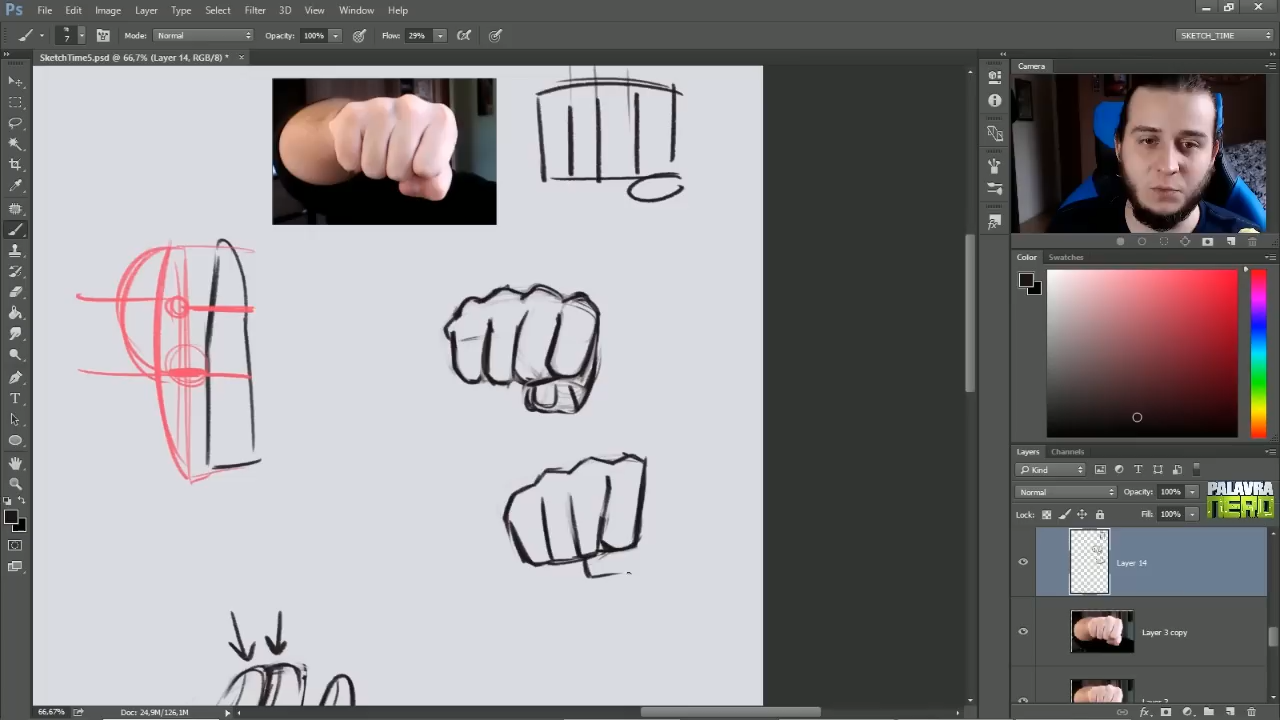 Ps File Edit Image Layer Type Select Filter 3D View Window Help
7 Mode: Normal Opacity: 100% Flow: 29% SKETCH_TIME
SketchTime5.psd @ 66,7% (Layer 14, RGB/8) *
Camera
Color Swatches
Layers Channels
Kind
Normal Opacity: 100%
PALAVRA
NERD
Lock: Fill: 100%
Layer 14
Layer 3 copy
66,67% Doc: 24,9M/126,1M